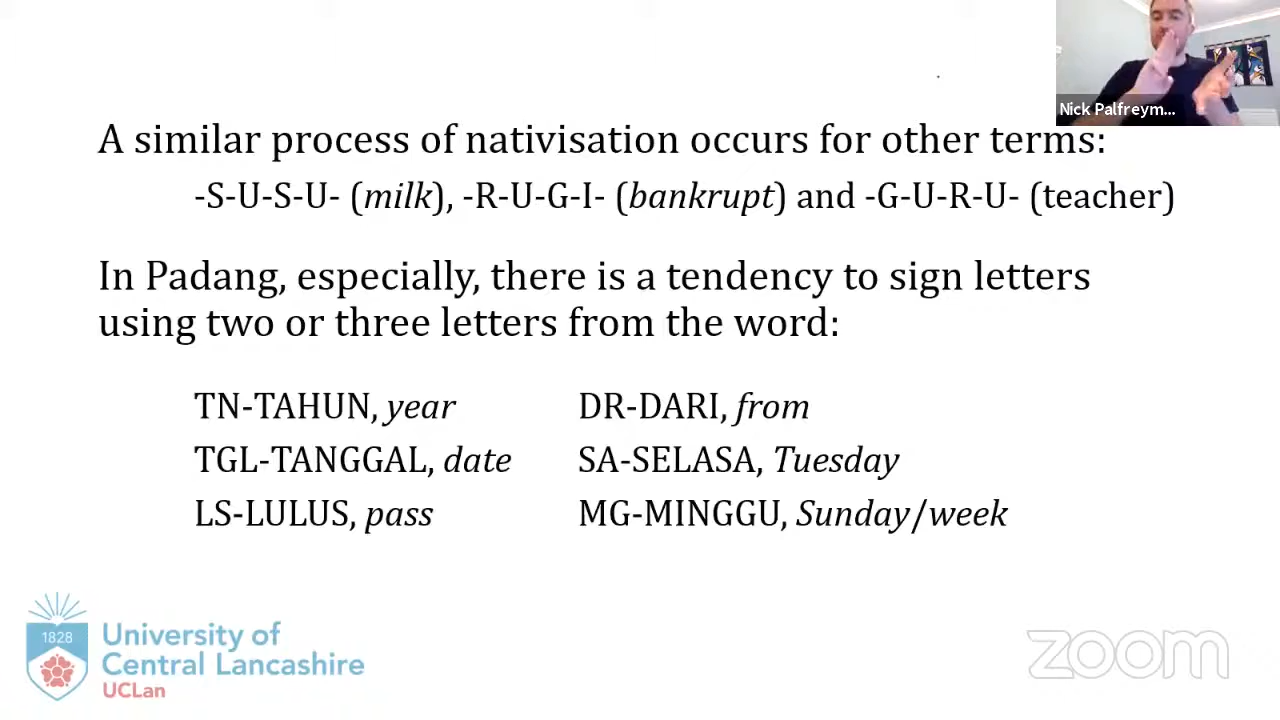 Nick Palfreym...
A similar process of nativisation occurs for other terms:
-S-U-S-U- (milk), -R-U-G-I- (bankrupt) and -G-U-R-U- (teacher)
In Padang, especially, there is a tendency to sign letters
using two or three letters from the word:
TN-TAHUN, year
DR-DARI, from
TGL-TANGGAL, date
SA-SELASA, Tuesday
LS-LULUS, pass
MG-MINGGU, Sunday/week
1828
University of
Central Lancashire
UCLan
zoom